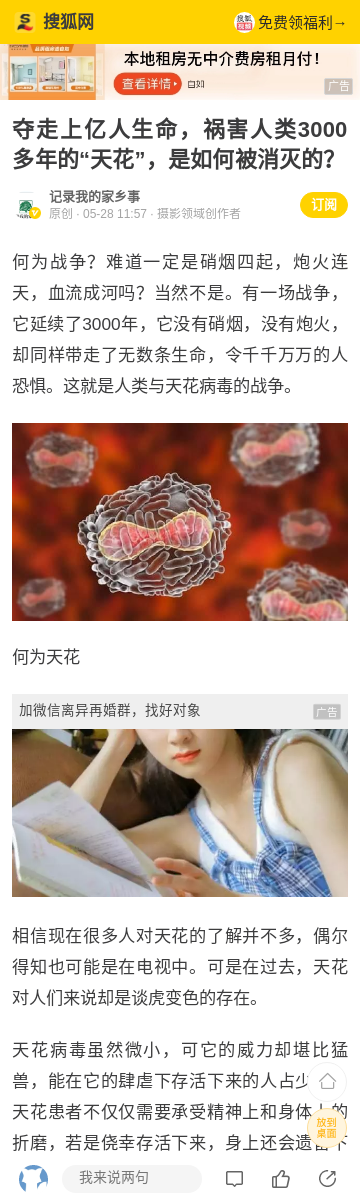 搜狐网
搜狐视频
免费领福利→
本地租房无中介费房租月付！
查看详情
自如
广告
夺走上亿人生命，祸害人类3000
多年的“天花”，是如何被消灭的？
记录我的家乡事
原创 · 05-28 11:57 · 摄影领域创作者
订阅
何为战争？难道一定是硝烟四起，炮火连
天，血流成河吗？当然不是。有一场战争，
它延续了3000年，它没有硝烟，没有炮火，
却同样带走了无数条生命，令千千万万的人
恐惧。这就是人类与天花病毒的战争。
何为天花
加微信离异再婚群，找好对象
广告
相信现在很多人对天花的了解并不多，偶尔
得知也可能是在电视中。可是在过去，天花
对人们来说却是谈虎变色的存在。
天花病毒虽然微小，可它的威力却堪比猛
兽，能在它的肆虐下存活下来的人占少
天花患者不仅仅需要承受精神上和身体上的
折磨，若是侥幸存活下来，身上还会遗留下
放到
桌面
我来说两句